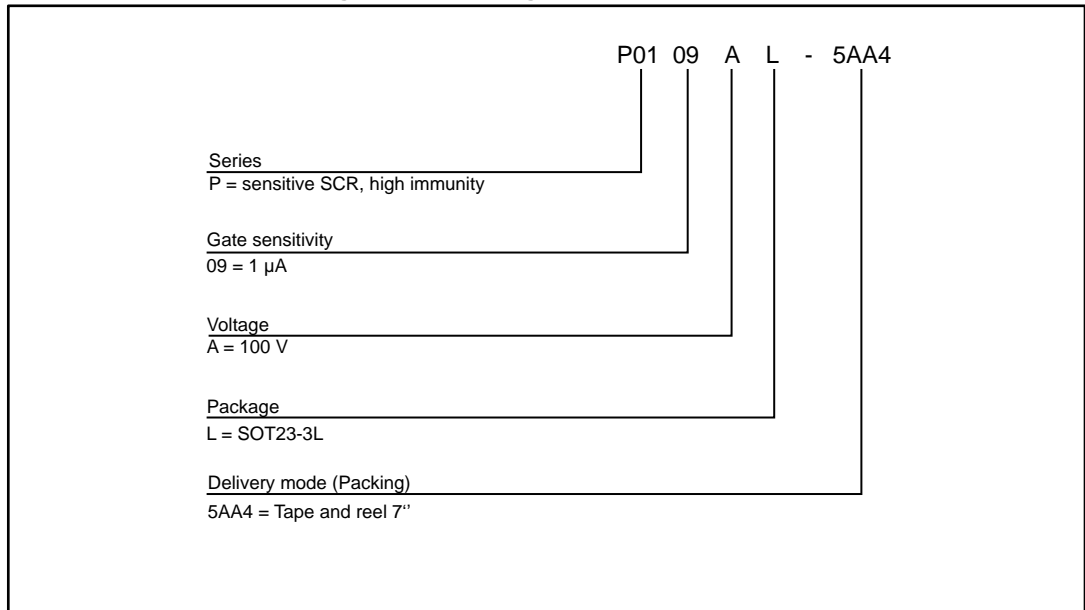 P01 09 A L - 5AA4
Series
P = sensitive SCR, high immunity
Gate sensitivity
09 = 1 µA
Voltage
A = 100 V
Package
L = SOT23-3L
Delivery mode (Packing)
5AA4 = Tape and reel 7‘’